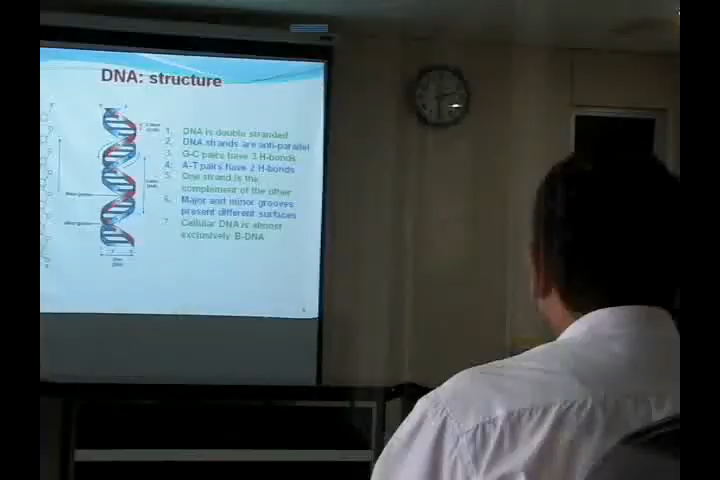 DNA: structure
1. DNA is double stranded
2. DNA strands are anti-parallel
3. G-C pairs have 3 H-bonds
4. A-T pairs have 2 H-bonds
5. One strand is the
complement of the other
6. Major and minor grooves
present different surfaces
7. Cellular DNA is almost
exclusively B-DNA